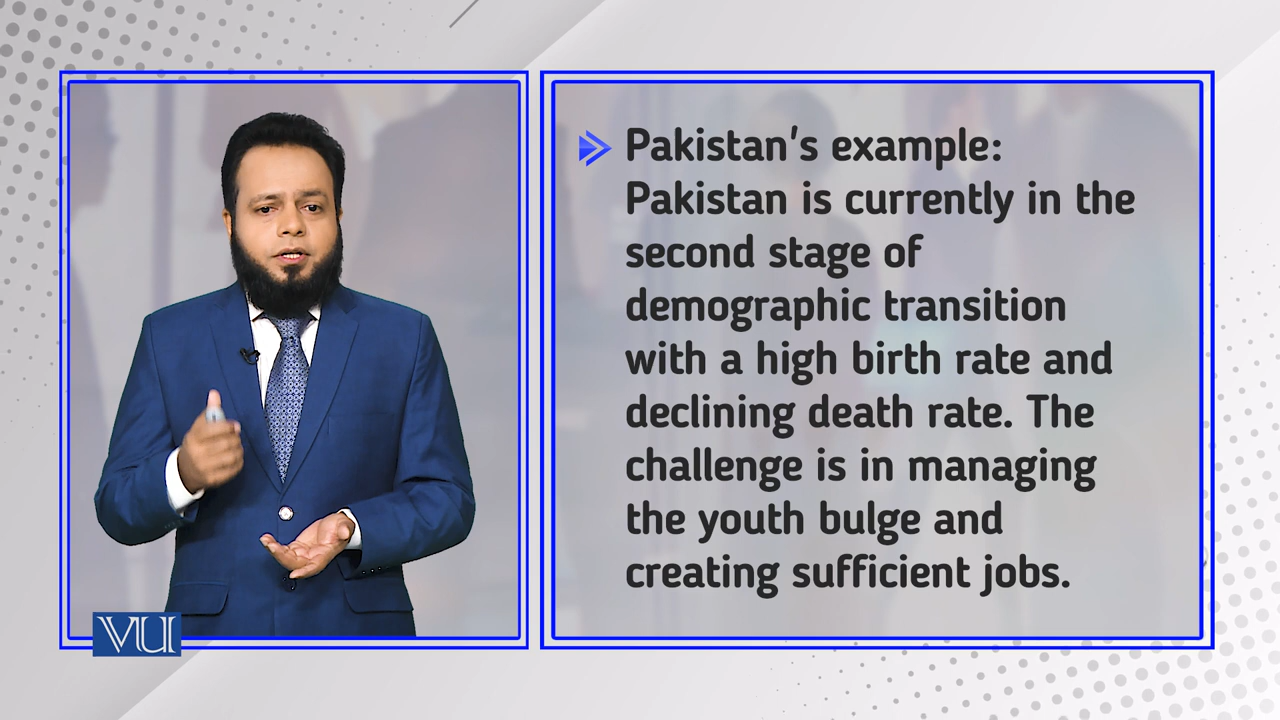 Pakistan's example:
Pakistan is currently in the
second stage of
demographic transition
with a high birth rate and
declining death rate. The
challenge is in managing
the youth bulge and
creating sufficient jobs.
VU